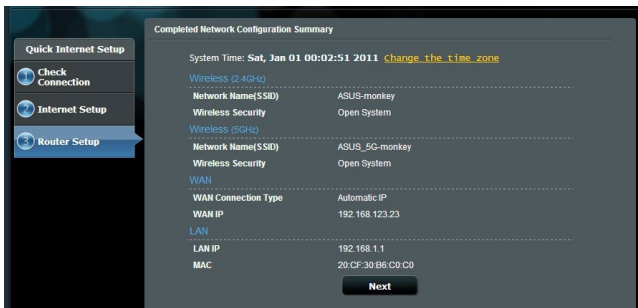 Completed Network Configuration Summary
Quick Internet Setup
1 Check
Connection
2 Internet Setup
3 Router Setup
System Time: Sat, Jan 01 00:02:51 2011 Change the time zone
Wireless (2.4GHz)
Network Name(SSID) ASUS-monkey
Wireless Security Open System
Wireless (5GHz)
Network Name(SSID) ASUS_5G-monkey
Wireless Security Open System
WAN
WAN Connection Type Automatic IP
WAN IP 192.168.123.23
LAN
LAN IP 192.168.1.1
MAC 20:CF:30:B6:C0:C0
Next